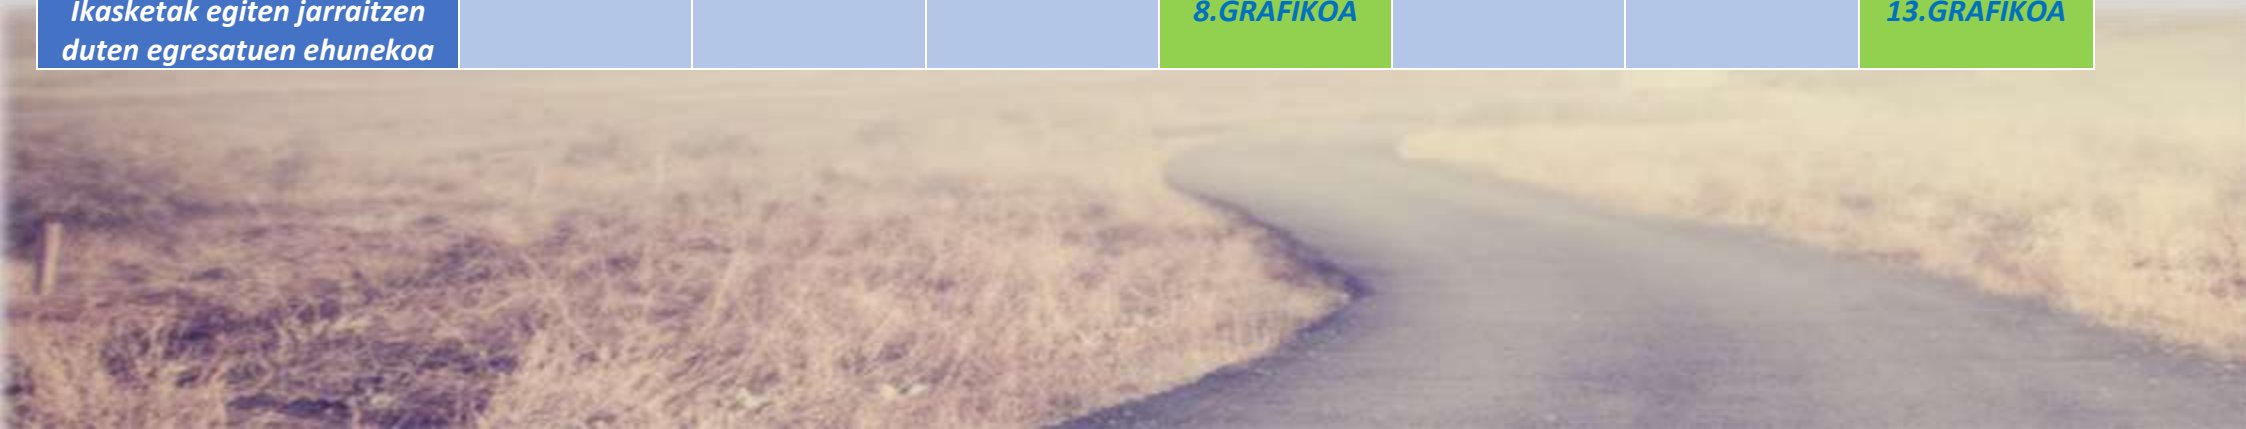 Ikasketak egiten jarraitzen
duten egresatuen ehunekoa
8.GRAFIKOA
13.GRAFIKOA